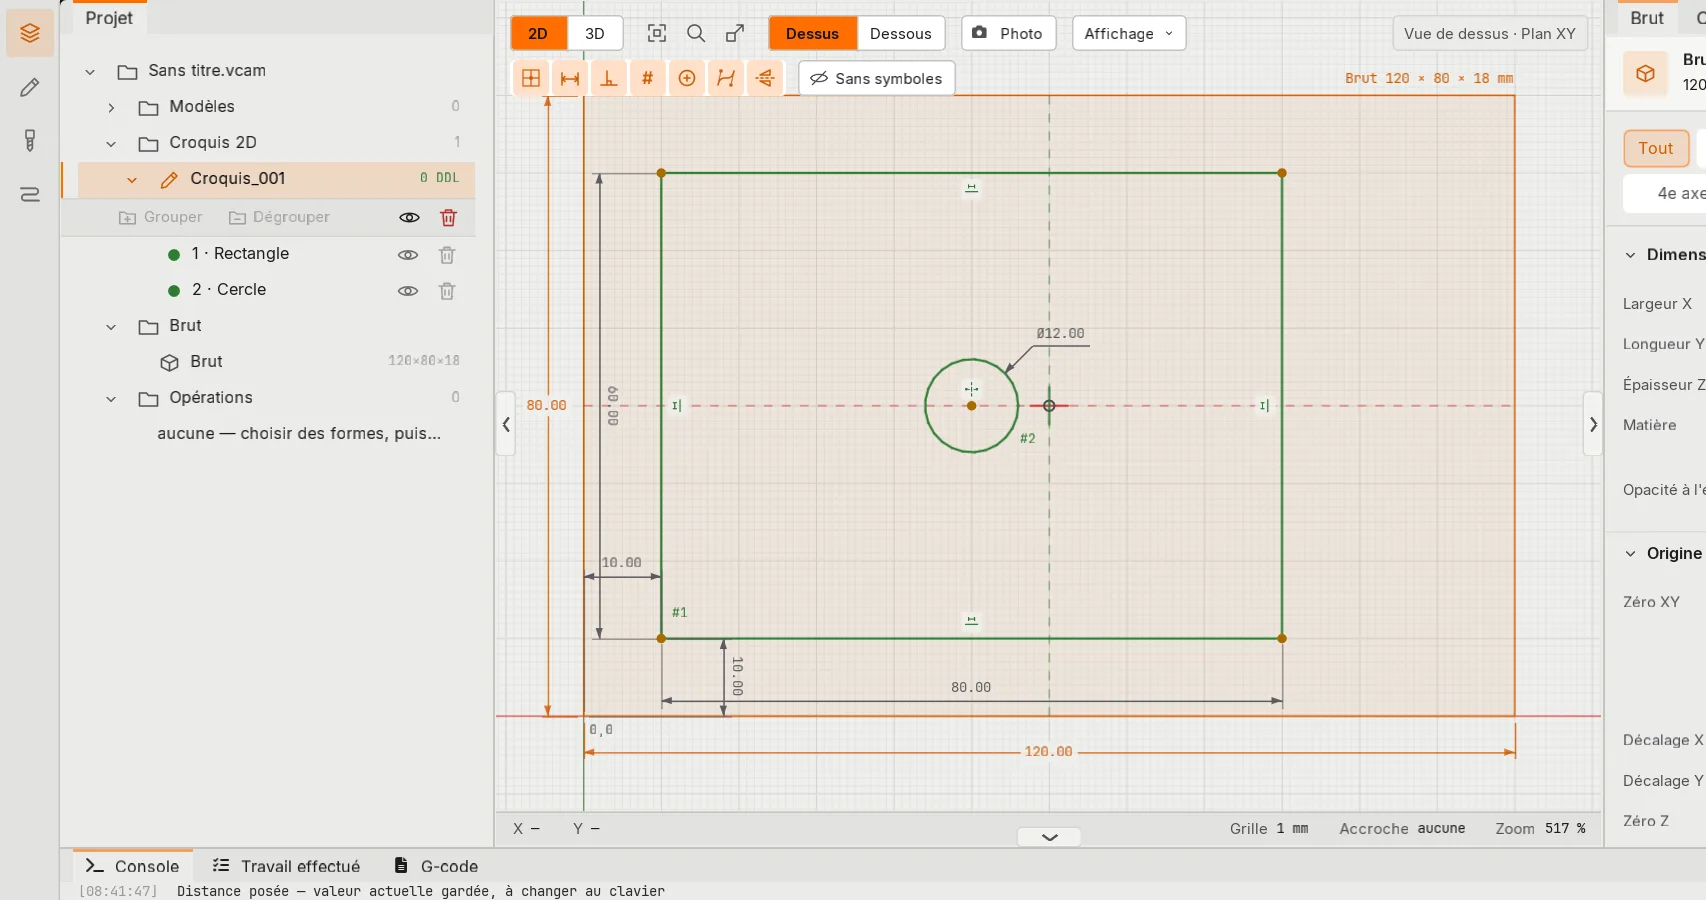 Projet
Sans titre.vcam
Modèles 0
Croquis 2D 1
Croquis_001 0 DDL
Grouper Dégrouper
1 · Rectangle
2 · Cercle
Brut
Brut 120×80×18
Opérations 0
aucune — choisir des formes, puis...
2D 3D Dessus Dessous Photo Affichage Vue de dessus · Plan XY
# Sans symboles
Brut 120 × 80 × 18 mm
Ø12.00
80.00
60.00
#2
10.00
#1
10.00
80.00
0,0
120.00
X — Y — Grille 1 mm Accroche aucune Zoom 517 %
Brut
120
Tout
4e axe
Dimens
Largeur X
Longueur Y
Épaisseur Z
Matière
Opacité à l'é
Origine
Zéro XY
Décalage X
Décalage Y
Zéro Z
Console Travail effectué G-code
[08:41:47] Distance posée — valeur actuelle gardée, à changer au clavier